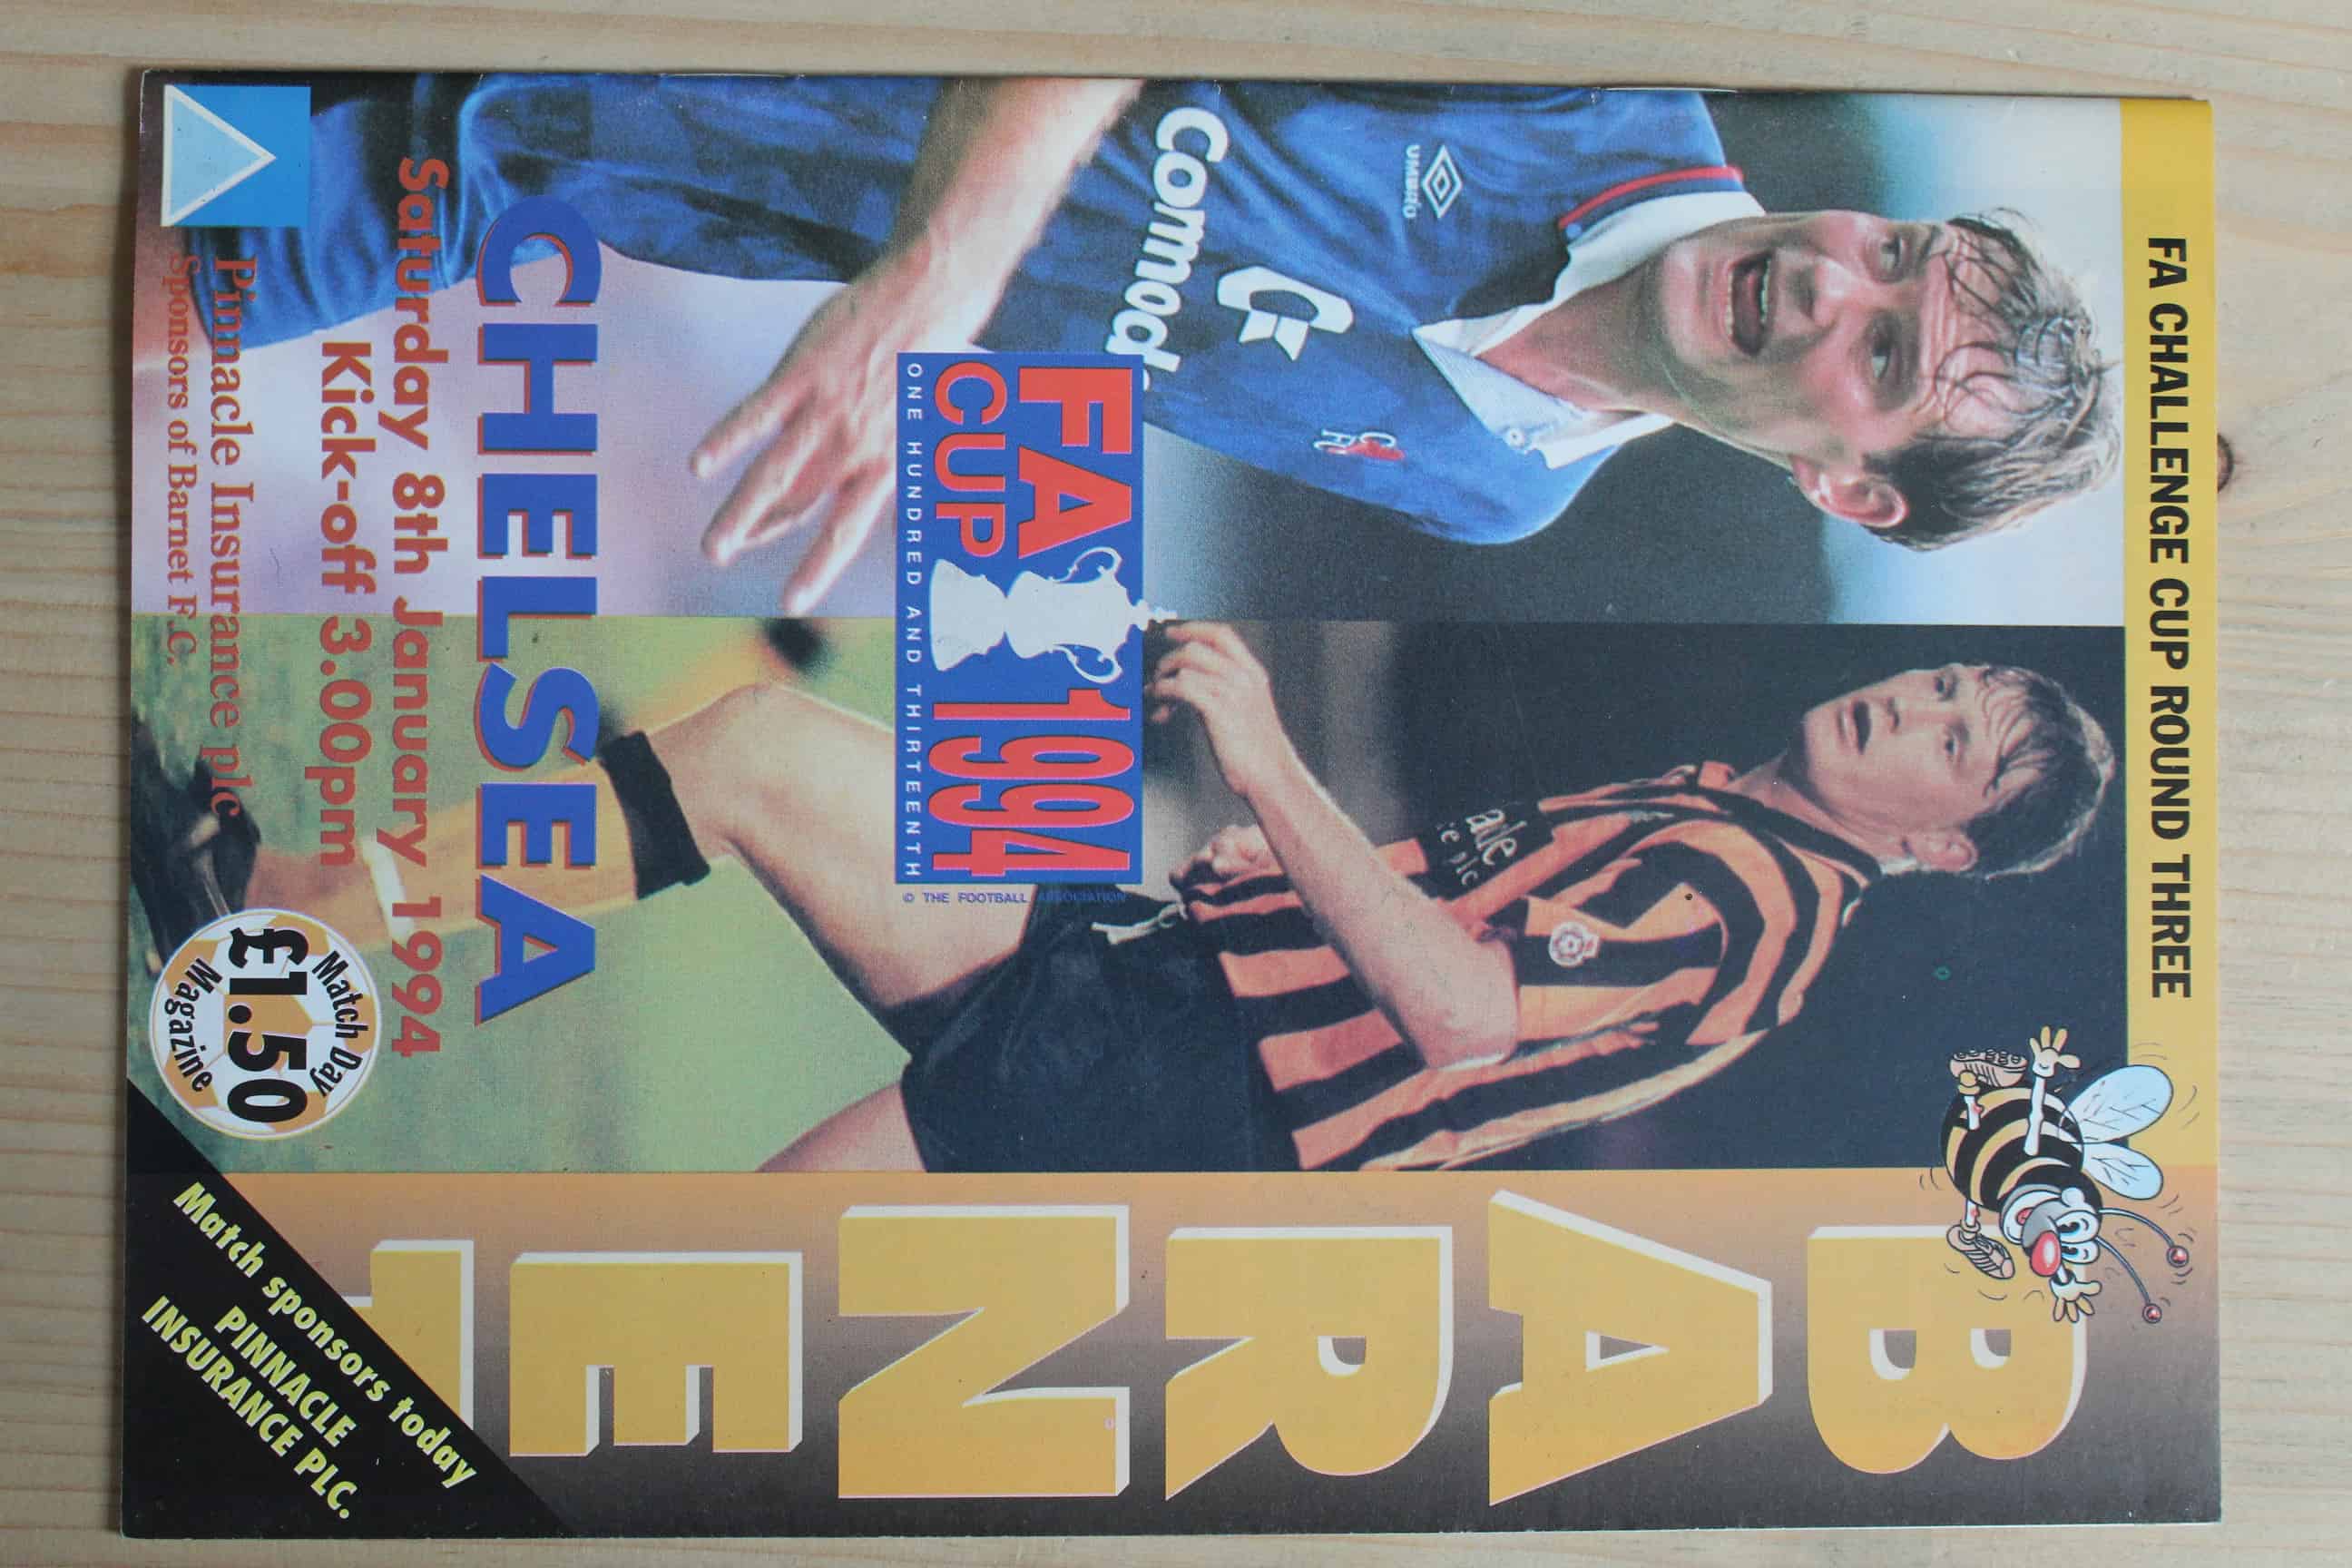 FA CHALLENGE CUP ROUND THREE
BARNET
UMBRO
Commod
FA
CUP
1994
ONE HUNDRED AND THIRTEENTH
© THE FOOTBALL ASSOCIATION
CHELSEA
Saturday 8th January 1994
Kick-off 3.00pm
Pinnacle Insurance plc
Sponsors of Barnet F.C.
Match Day
£1.50
Magazine
Match sponsors today
PINNACLE
INSURANCE PLC.